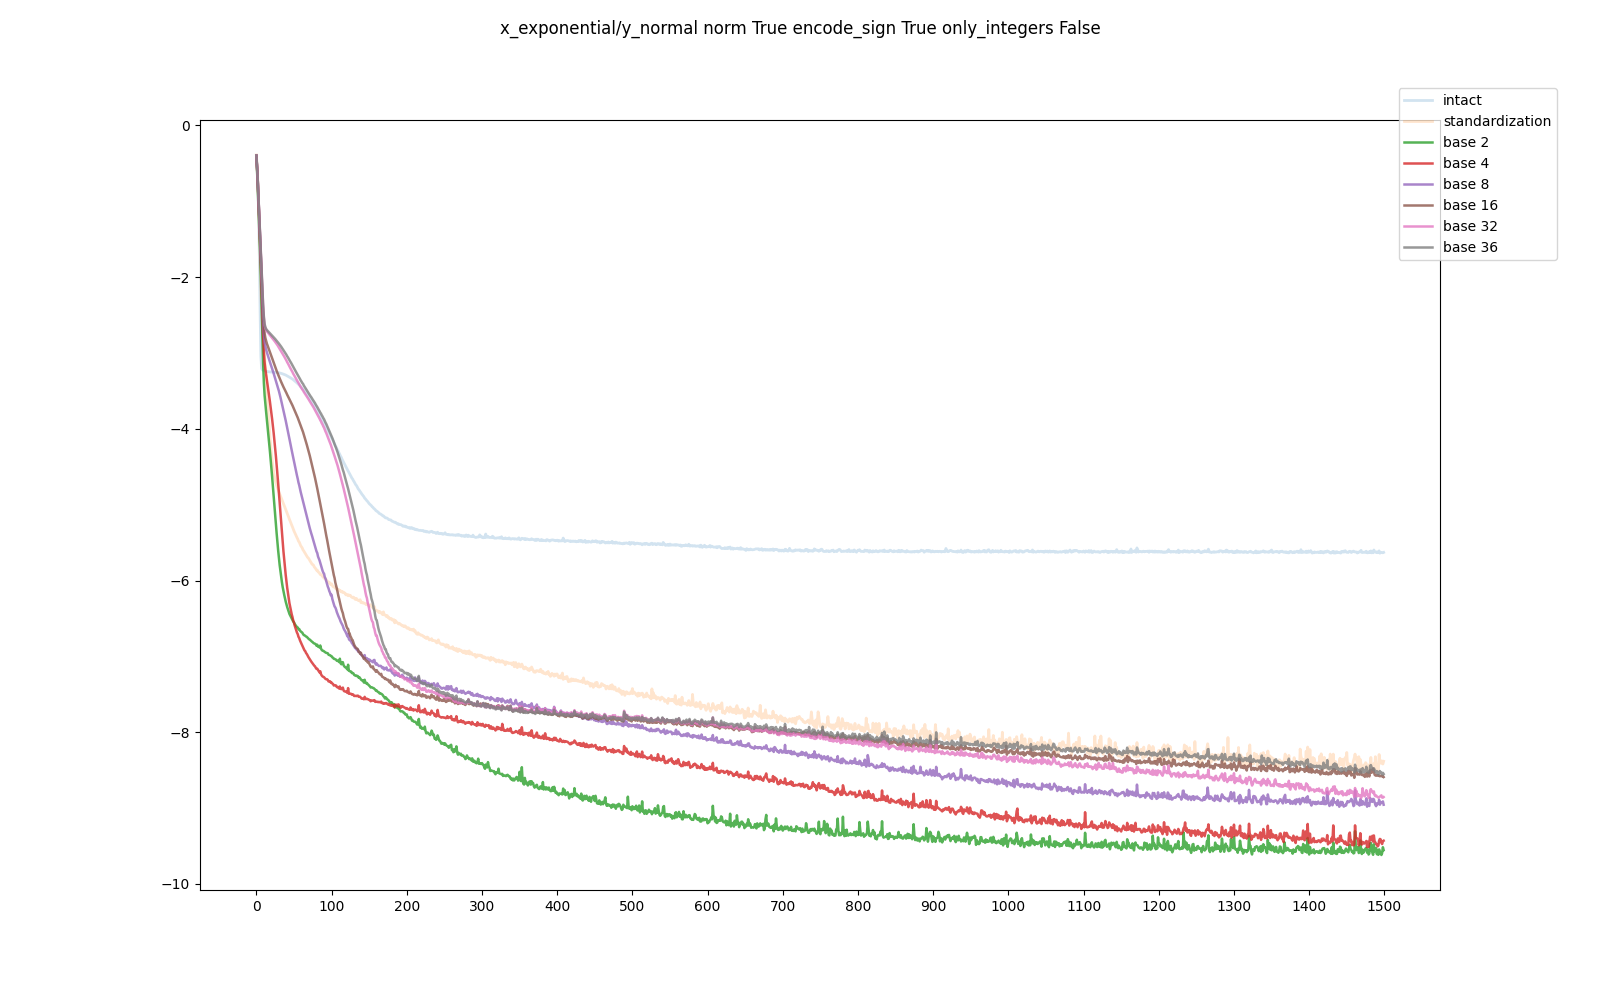 x_exponential/y_normal norm True encode_sign True only_integers False
intact
standardization
base 2
base 4
base 8
base 16
base 32
base 36
0
−2
−4
−6
−8
−10
0 100 200 300 400 500 600 700 800 900 1000 1100 1200 1300 1400 1500